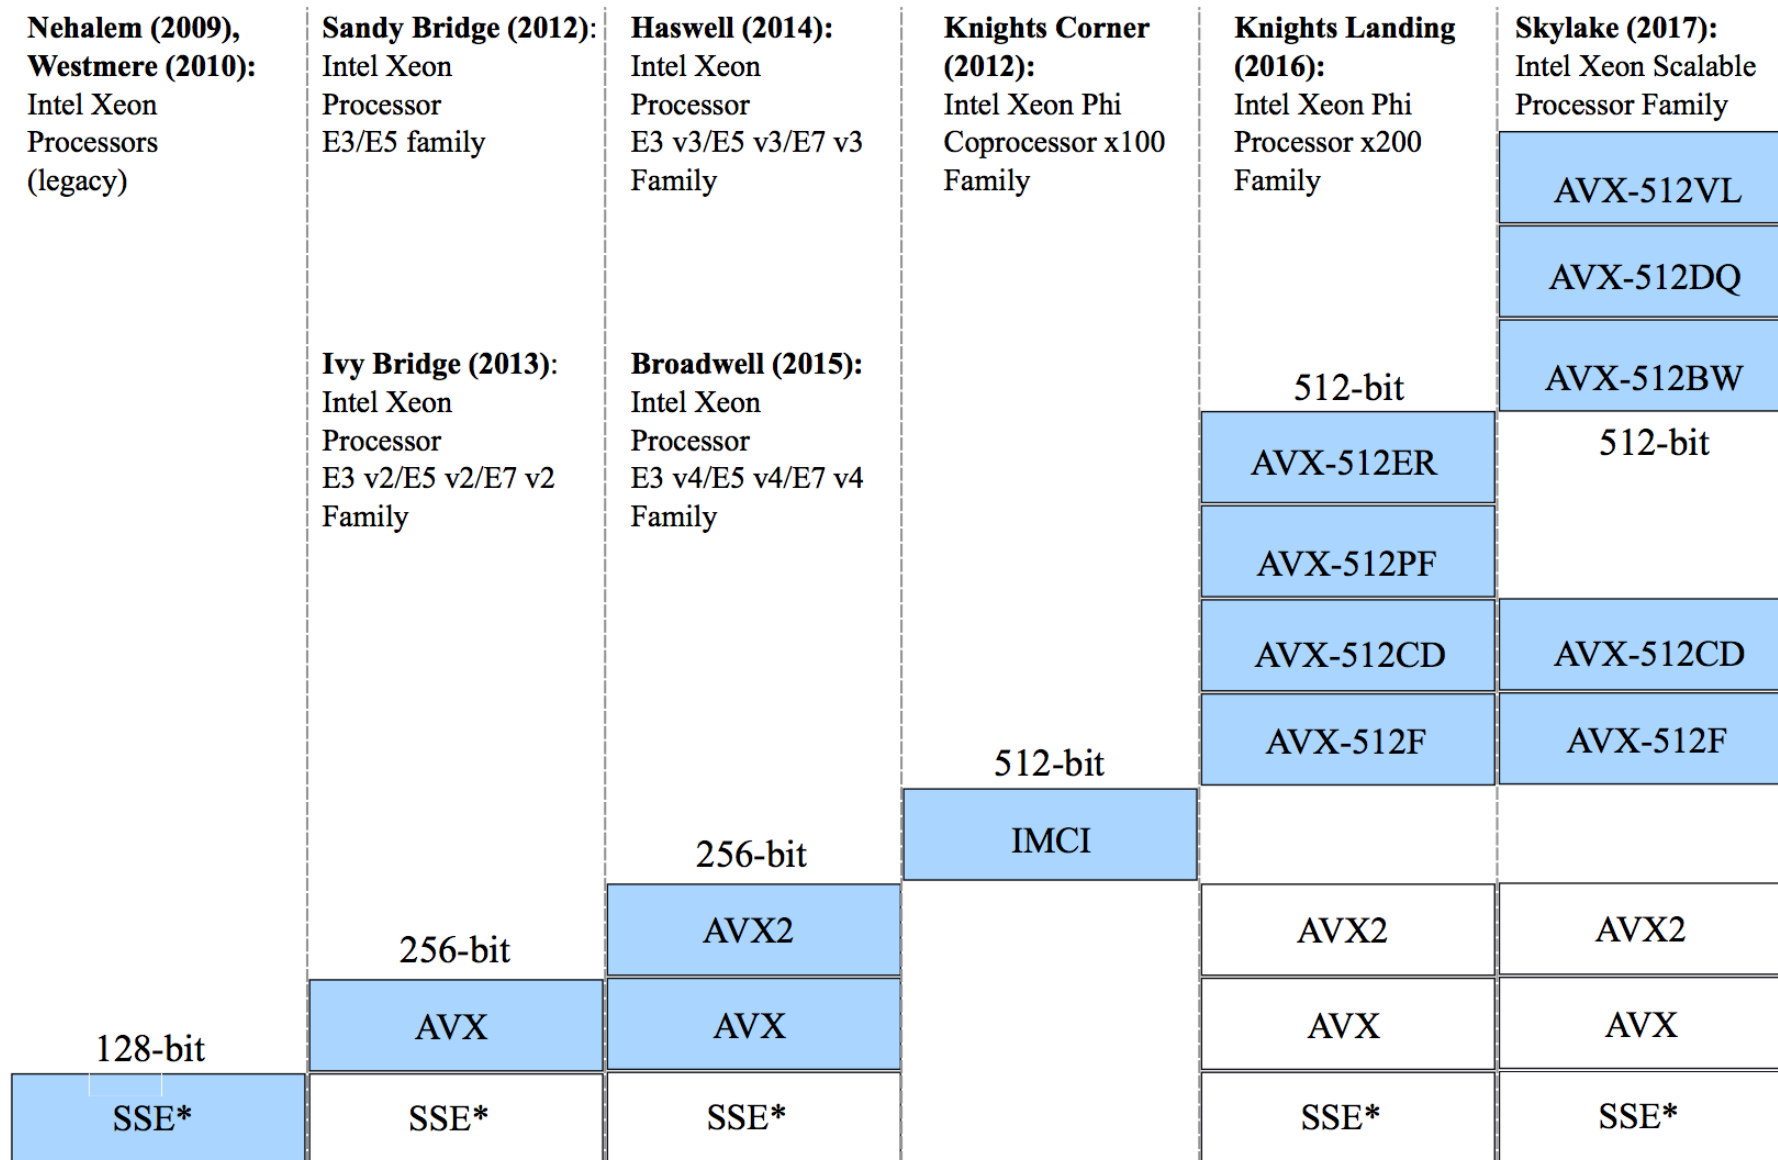 Nehalem (2009),
Westmere (2010):
Intel Xeon
Processors
(legacy)
128-bit
SSE*
Sandy Bridge (2012):
Intel Xeon
Processor
E3/E5 family
Ivy Bridge (2013):
Intel Xeon
Processor
E3 v2/E5 v2/E7 v2
Family
256-bit
AVX
SSE*
Haswell (2014):
Intel Xeon
Processor
E3 v3/E5 v3/E7 v3
Family
Broadwell (2015):
Intel Xeon
Processor
E3 v4/E5 v4/E7 v4
Family
256-bit
AVX2
AVX
SSE*
Knights Corner
(2012):
Intel Xeon Phi
Coprocessor x100
Family
512-bit
IMCI
Knights Landing
(2016):
Intel Xeon Phi
Processor x200
Family
512-bit
AVX-512ER
AVX-512PF
AVX-512CD
AVX-512F
AVX2
AVX
SSE*
Skylake (2017):
Intel Xeon Scalable
Processor Family
AVX-512VL
AVX-512DQ
AVX-512BW
512-bit
AVX-512CD
AVX-512F
AVX2
AVX
SSE*